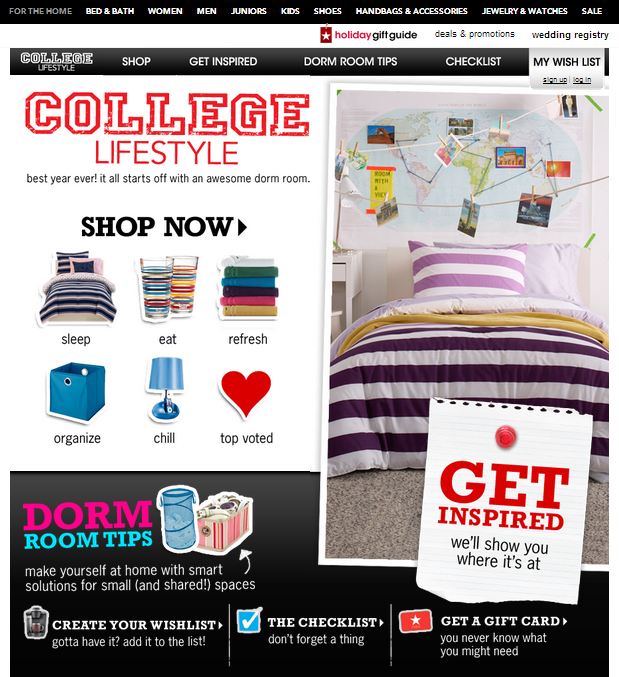 FOR THE HOME BED & BATH WOMEN MEN JUNIORS KIDS SHOES HANDBAGS & ACCESSORIES JEWELRY & WATCHES SALE
holidaygiftguide deals & promotions wedding registry
COLLEGE LIFESTYLE SHOP GET INSPIRED DORM ROOM TIPS CHECKLIST MY WISH LIST
sign up | log in
COLLEGE
LIFESTYLE
best year ever! it all starts off with an awesome dorm room.
SHOP NOW
sleep eat refresh
organize chill top voted
ROOM
WITH
A
GET
INSPIRED
we'll show you
where it's at
DORM
ROOM TIPS
make yourself at home with smart
solutions for small (and shared!) spaces
CREATE YOUR WISHLIST
gotta have it? add it to the list!
THE CHECKLIST
don't forget a thing
GET A GIFT CARD
you never know what
you might need